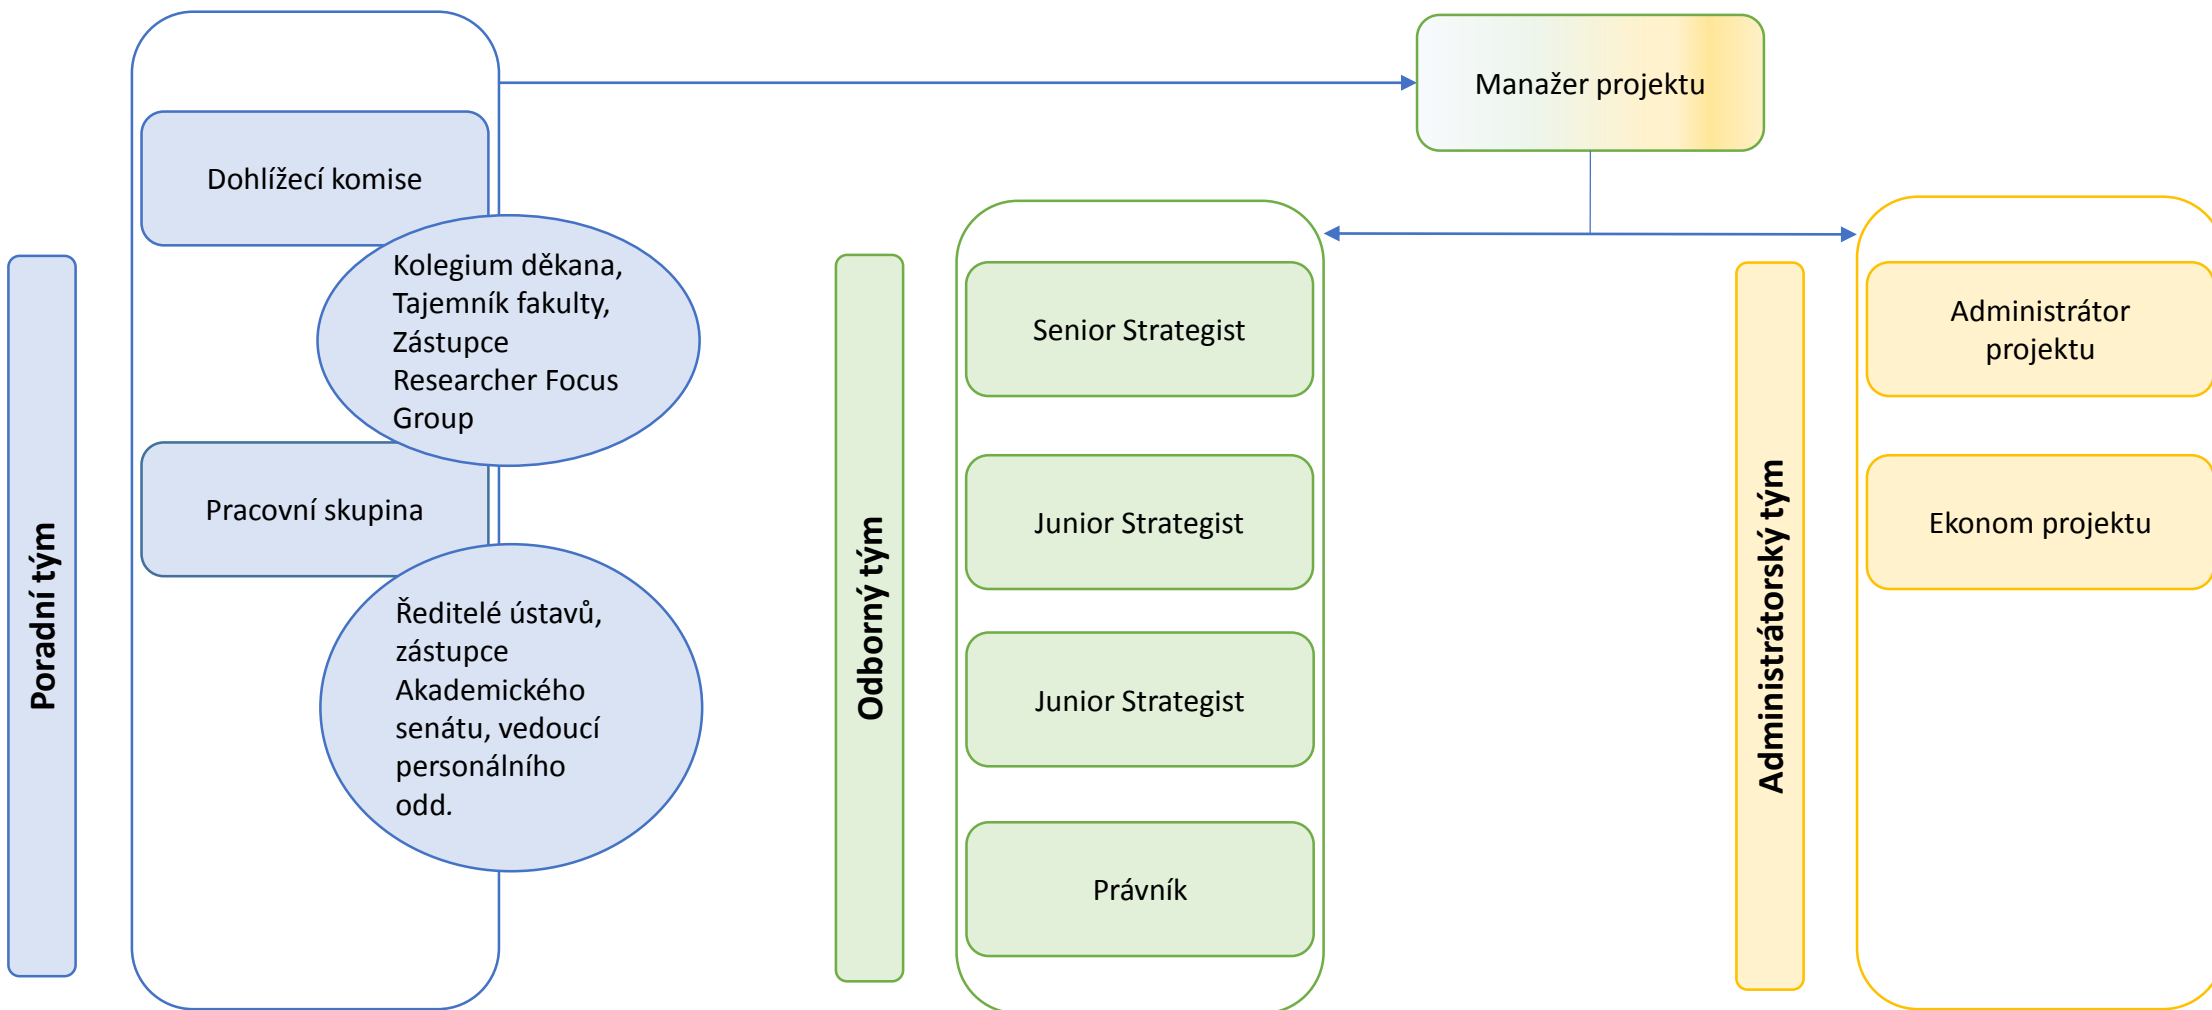 Manažer projektu
Poradní tým
Dohlížecí komise
Kolegium děkana,
Tajemník fakulty,
Zástupce
Researcher Focus
Group
Pracovní skupina
Ředitelé ústavů,
zástupce
Akademického
senátu, vedoucí
personálního
odd.
Odborný tým
Senior Strategist
Junior Strategist
Junior Strategist
Právník
Administrátorský tým
Administrátor
projektu
Ekonom projektu